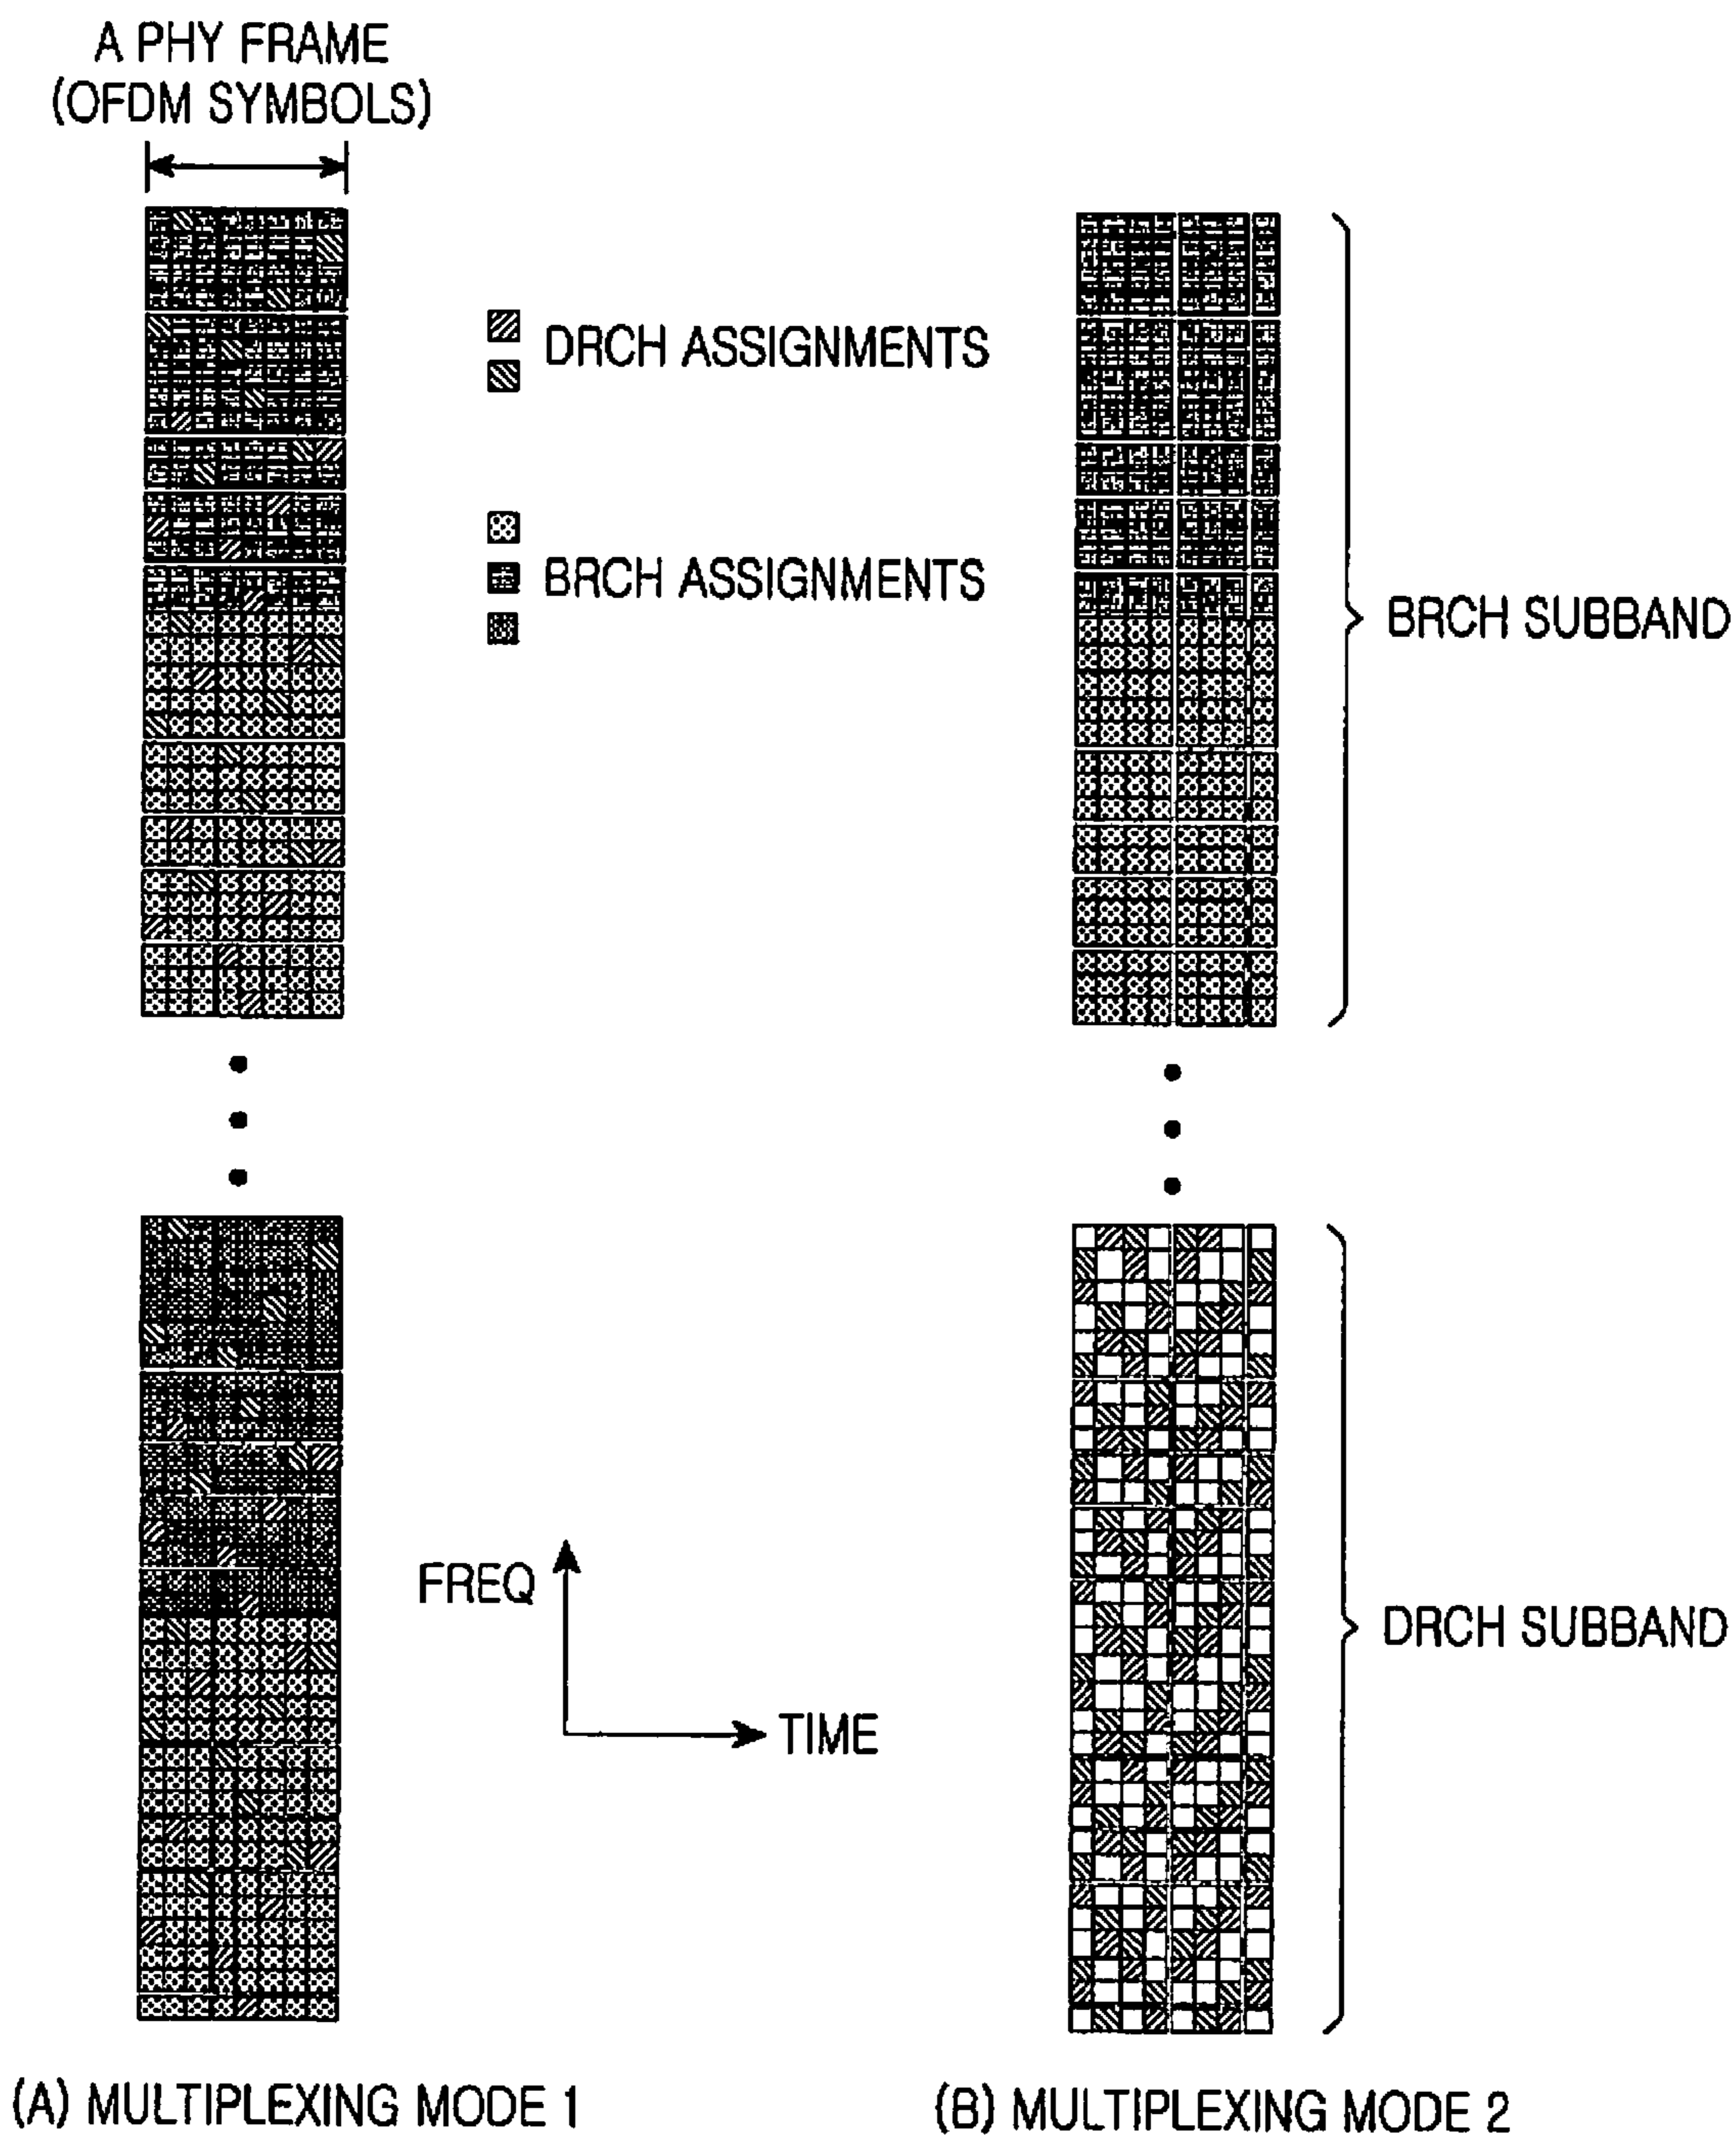 A PHY FRAME
(OFDM SYMBOLS)
DRCH ASSIGNMENTS
BRCH ASSIGNMENTS
BRCH SUBBAND
FREQ
TIME
DRCH SUBBAND
(A) MULTIPLEXING MODE 1
(B) MULTIPLEXING MODE 2